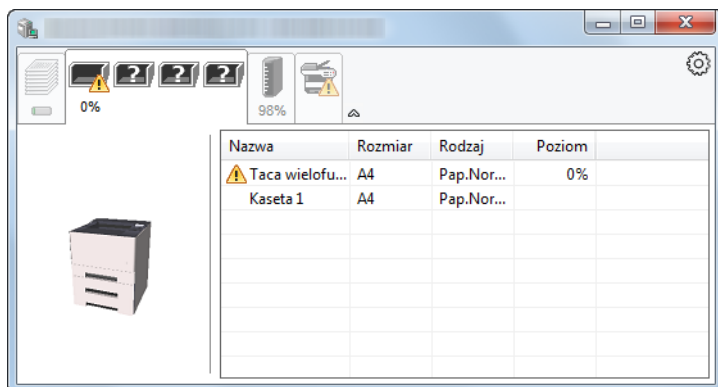 0%
98%
Nazwa Rozmiar Rodzaj Poziom
Taca wielofu... A4 Pap.Nor... 0%
Kaseta 1 A4 Pap.Nor...